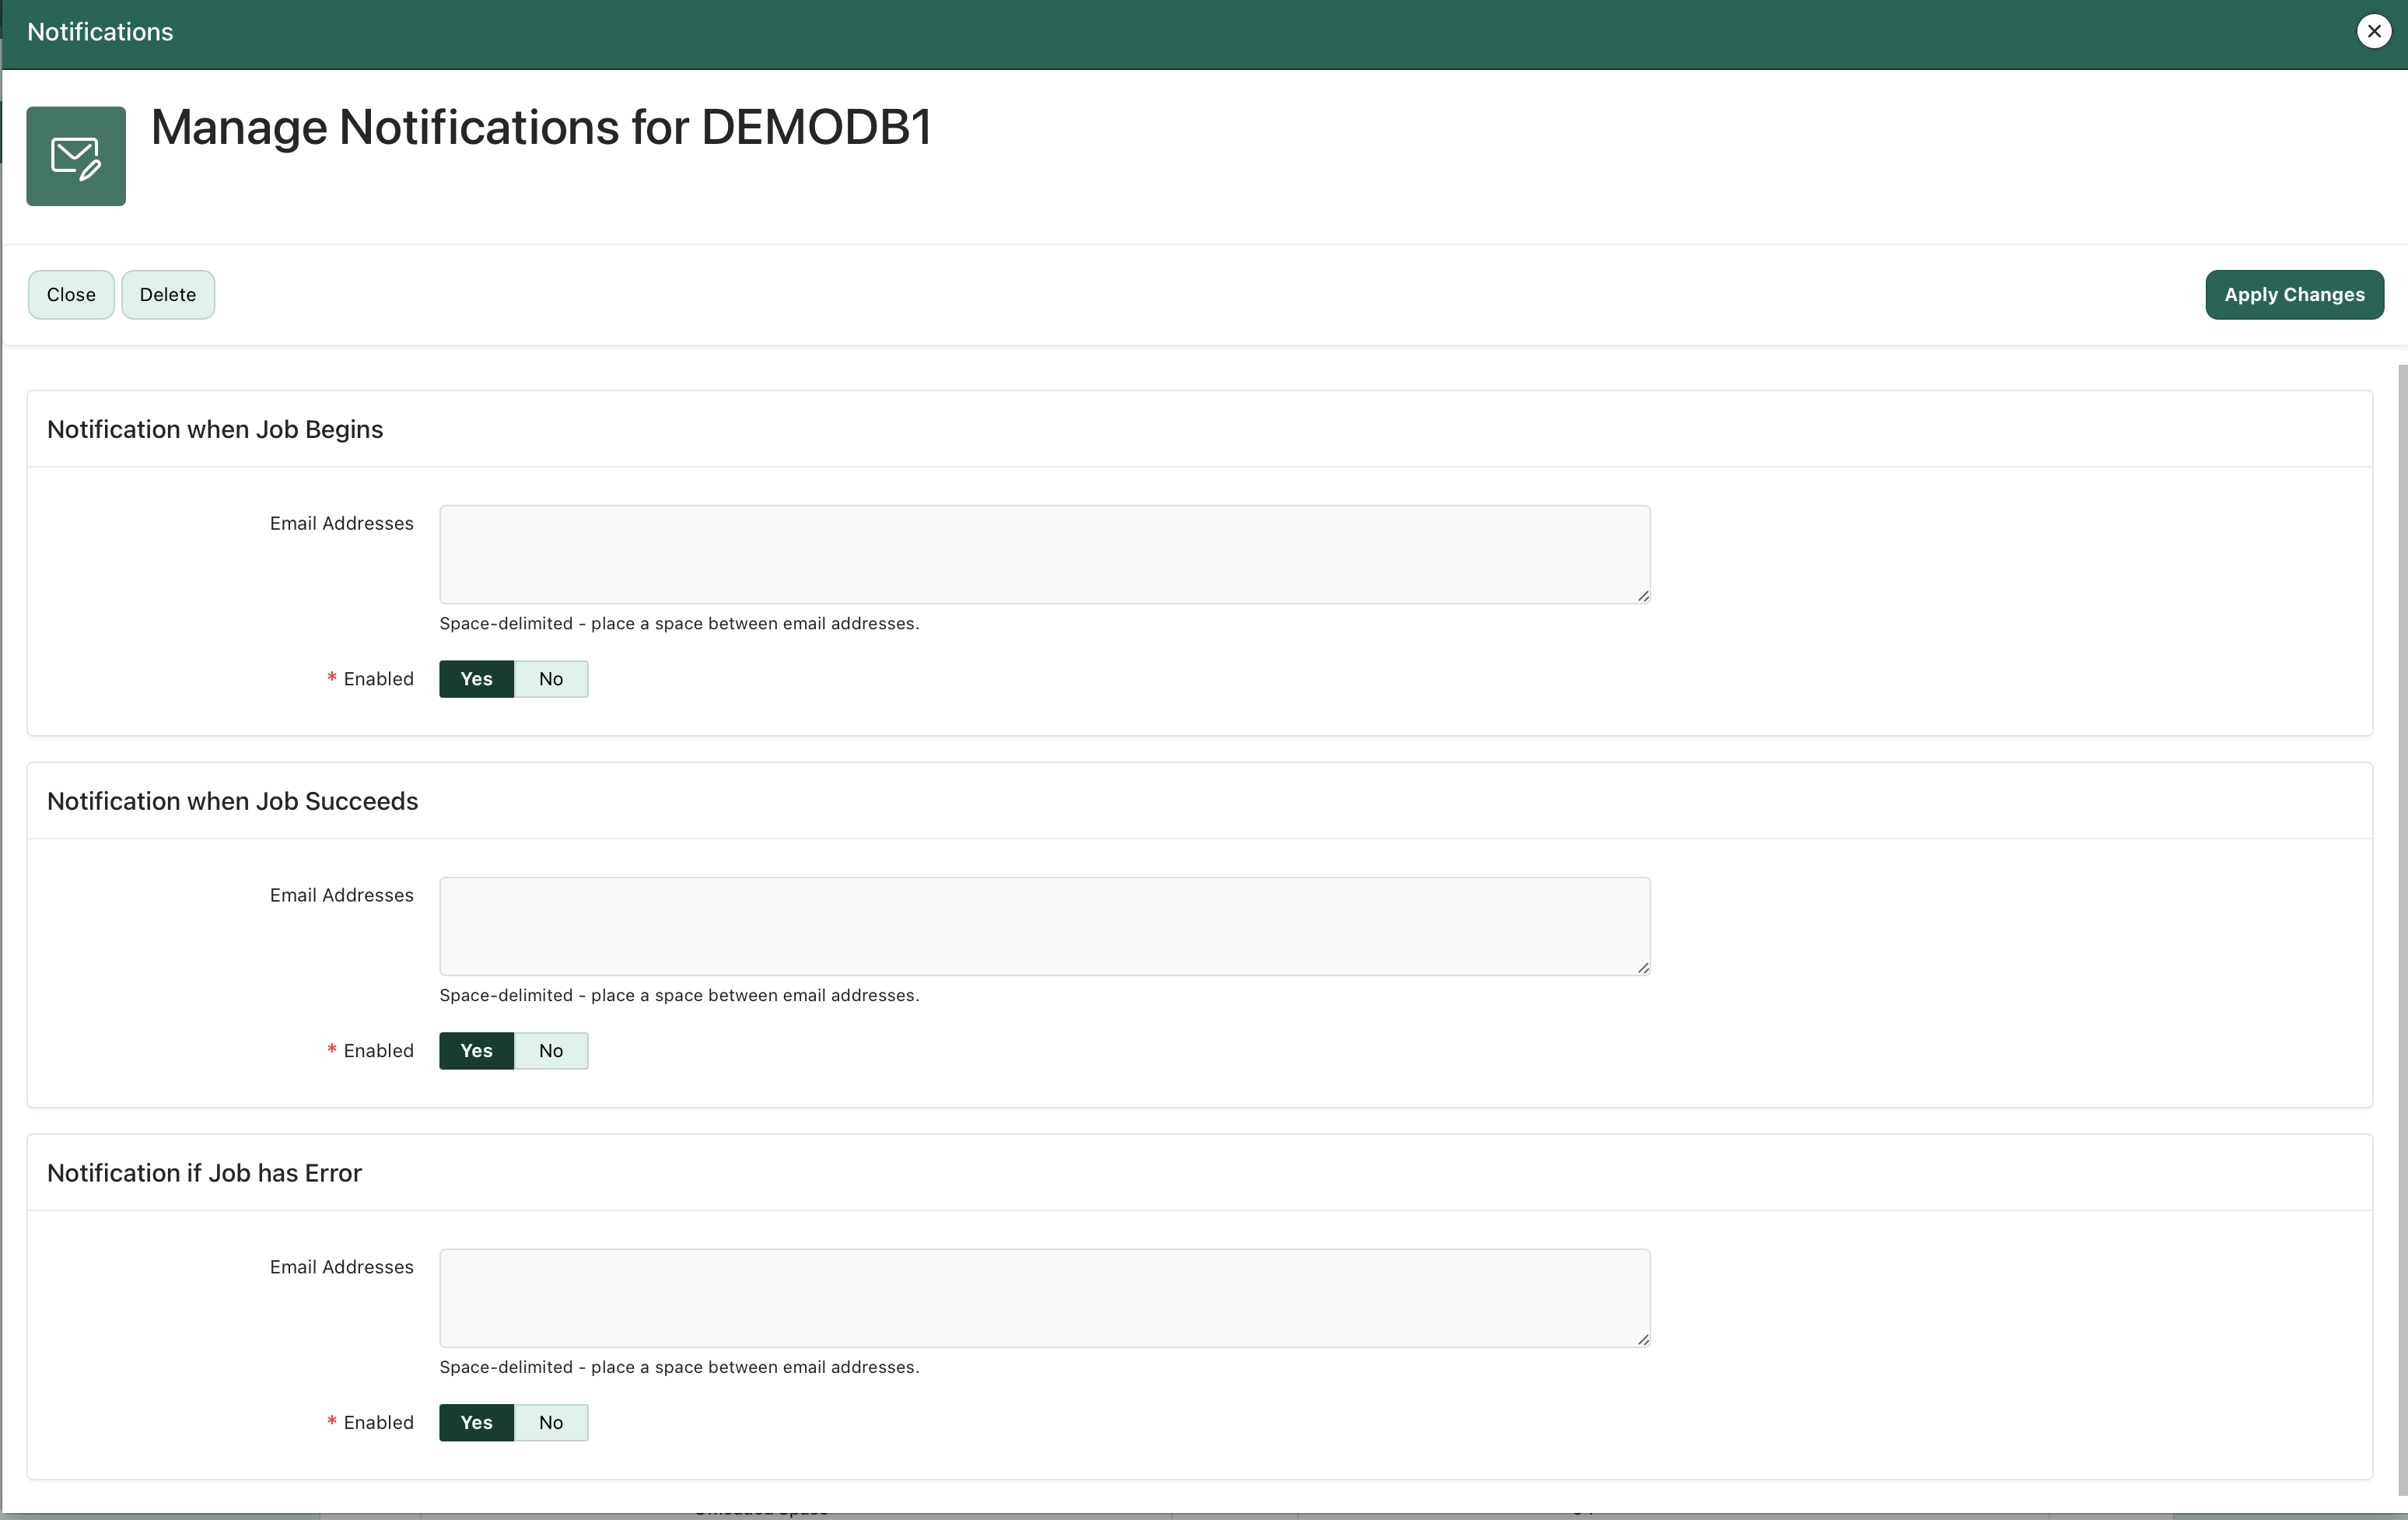 Notifications
Manage Notifications for DEMODB1
Close Delete Apply Changes
Notification when Job Begins
Email Addresses
Space-delimited - place a space between email addresses.
* Enabled Yes No
Notification when Job Succeeds
Email Addresses
Space-delimited - place a space between email addresses.
* Enabled Yes No
Notification if Job has Error
Email Addresses
Space-delimited - place a space between email addresses.
* Enabled Yes No